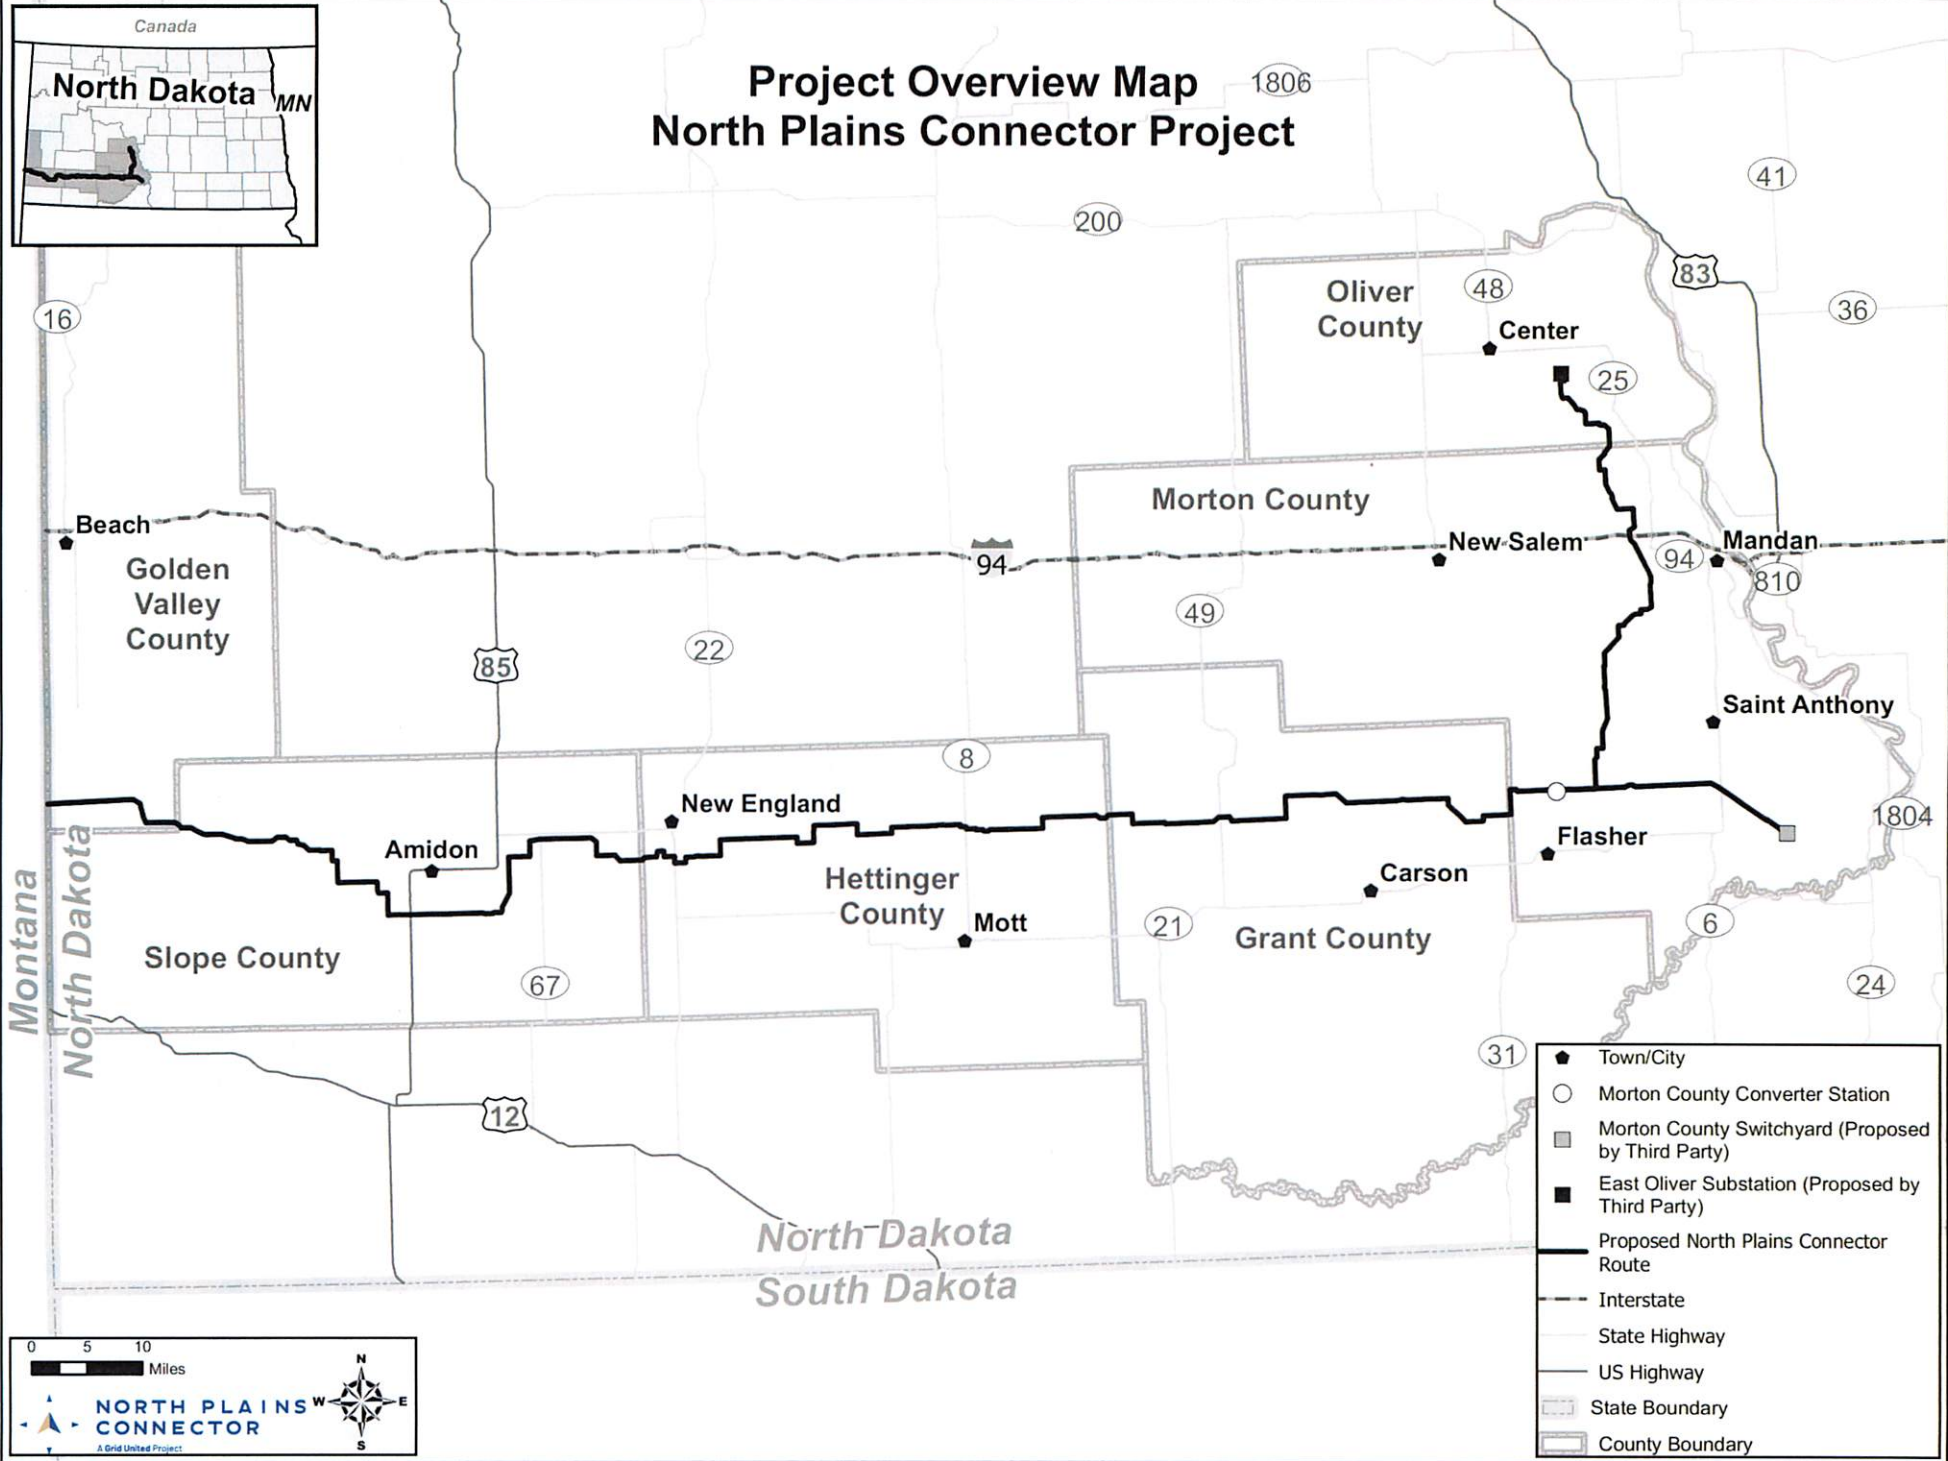 Canada
North Dakota
MN
Project Overview Map
North Plains Connector Project
1806
41
200
83
16
Oliver
County
48
36
Center
25
Morton County
Beach
94
New Salem
94
Mandan
810
Golden
Valley
County
49
85
22
Saint Anthony
8
New England
1804
Amidon
Flasher
Hettinger
County
Carson
Mott
21
Grant County
6
Montana
North Dakota
Slope County
67
24
31
12
North Dakota
South Dakota
Town/City
Morton County Converter Station
Morton County Switchyard (Proposed
by Third Party)
East Oliver Substation (Proposed by
Third Party)
Proposed North Plains Connector
Route
Interstate
State Highway
US Highway
State Boundary
County Boundary
0 5 10
Miles
NORTH PLAINS
CONNECTOR
A Grid United Project
N
W E
S